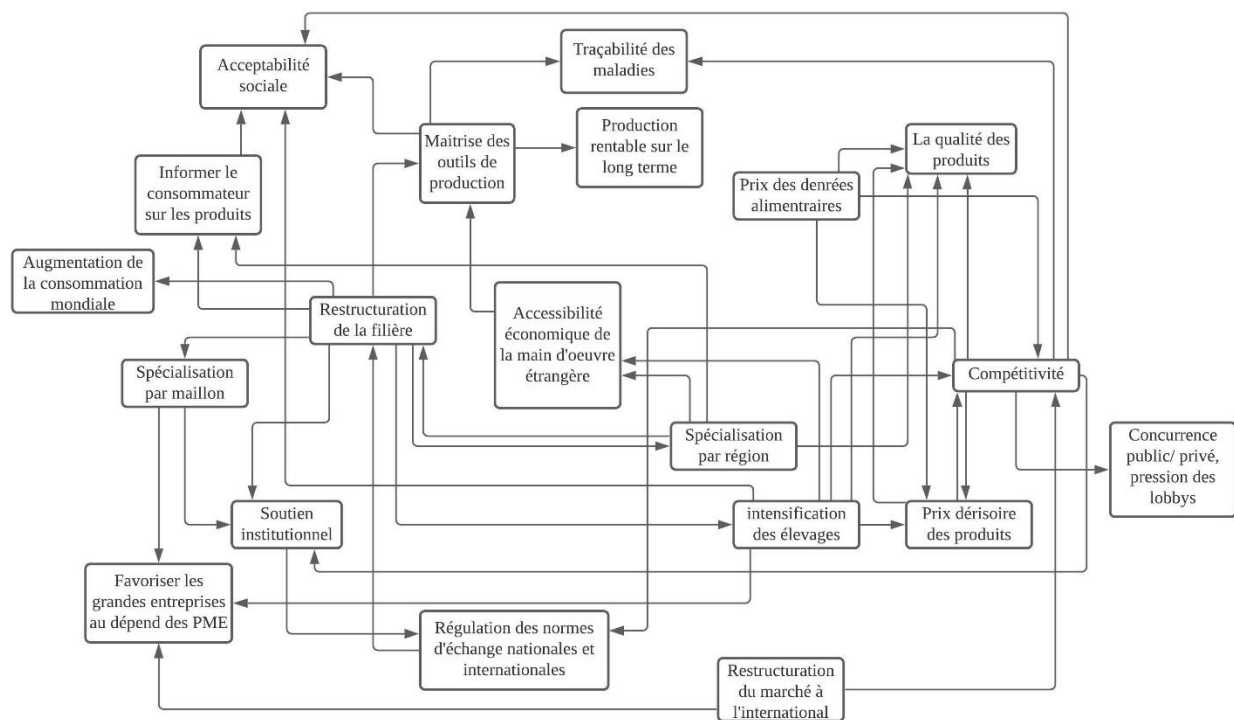 Acceptabilité
sociale
Traçabilité des
maladies
Maitrise des
outils de
production
Production
rentable sur le
long terme
La qualité des
produits
Informer le
consommateur
sur les produits
Prix des denrées
alimentraires
Augmentation de
la consommation
mondiale
Restructuration
de la filière
Accessibilité
économique de
la main d'oeuvre
étrangère
Spécialisation
par maillon
Compétitivité
Spécialisation
par région
Concurrence
public/ privé,
pression des
lobbys
Soutien
institutionnel
intensification
des élevages
Prix dérisoire
des produits
Favoriser les
grandes entreprises
au dépend des PME
Régulation des normes
d'échange nationales et
internationales
Restructuration
du marché à
l'international